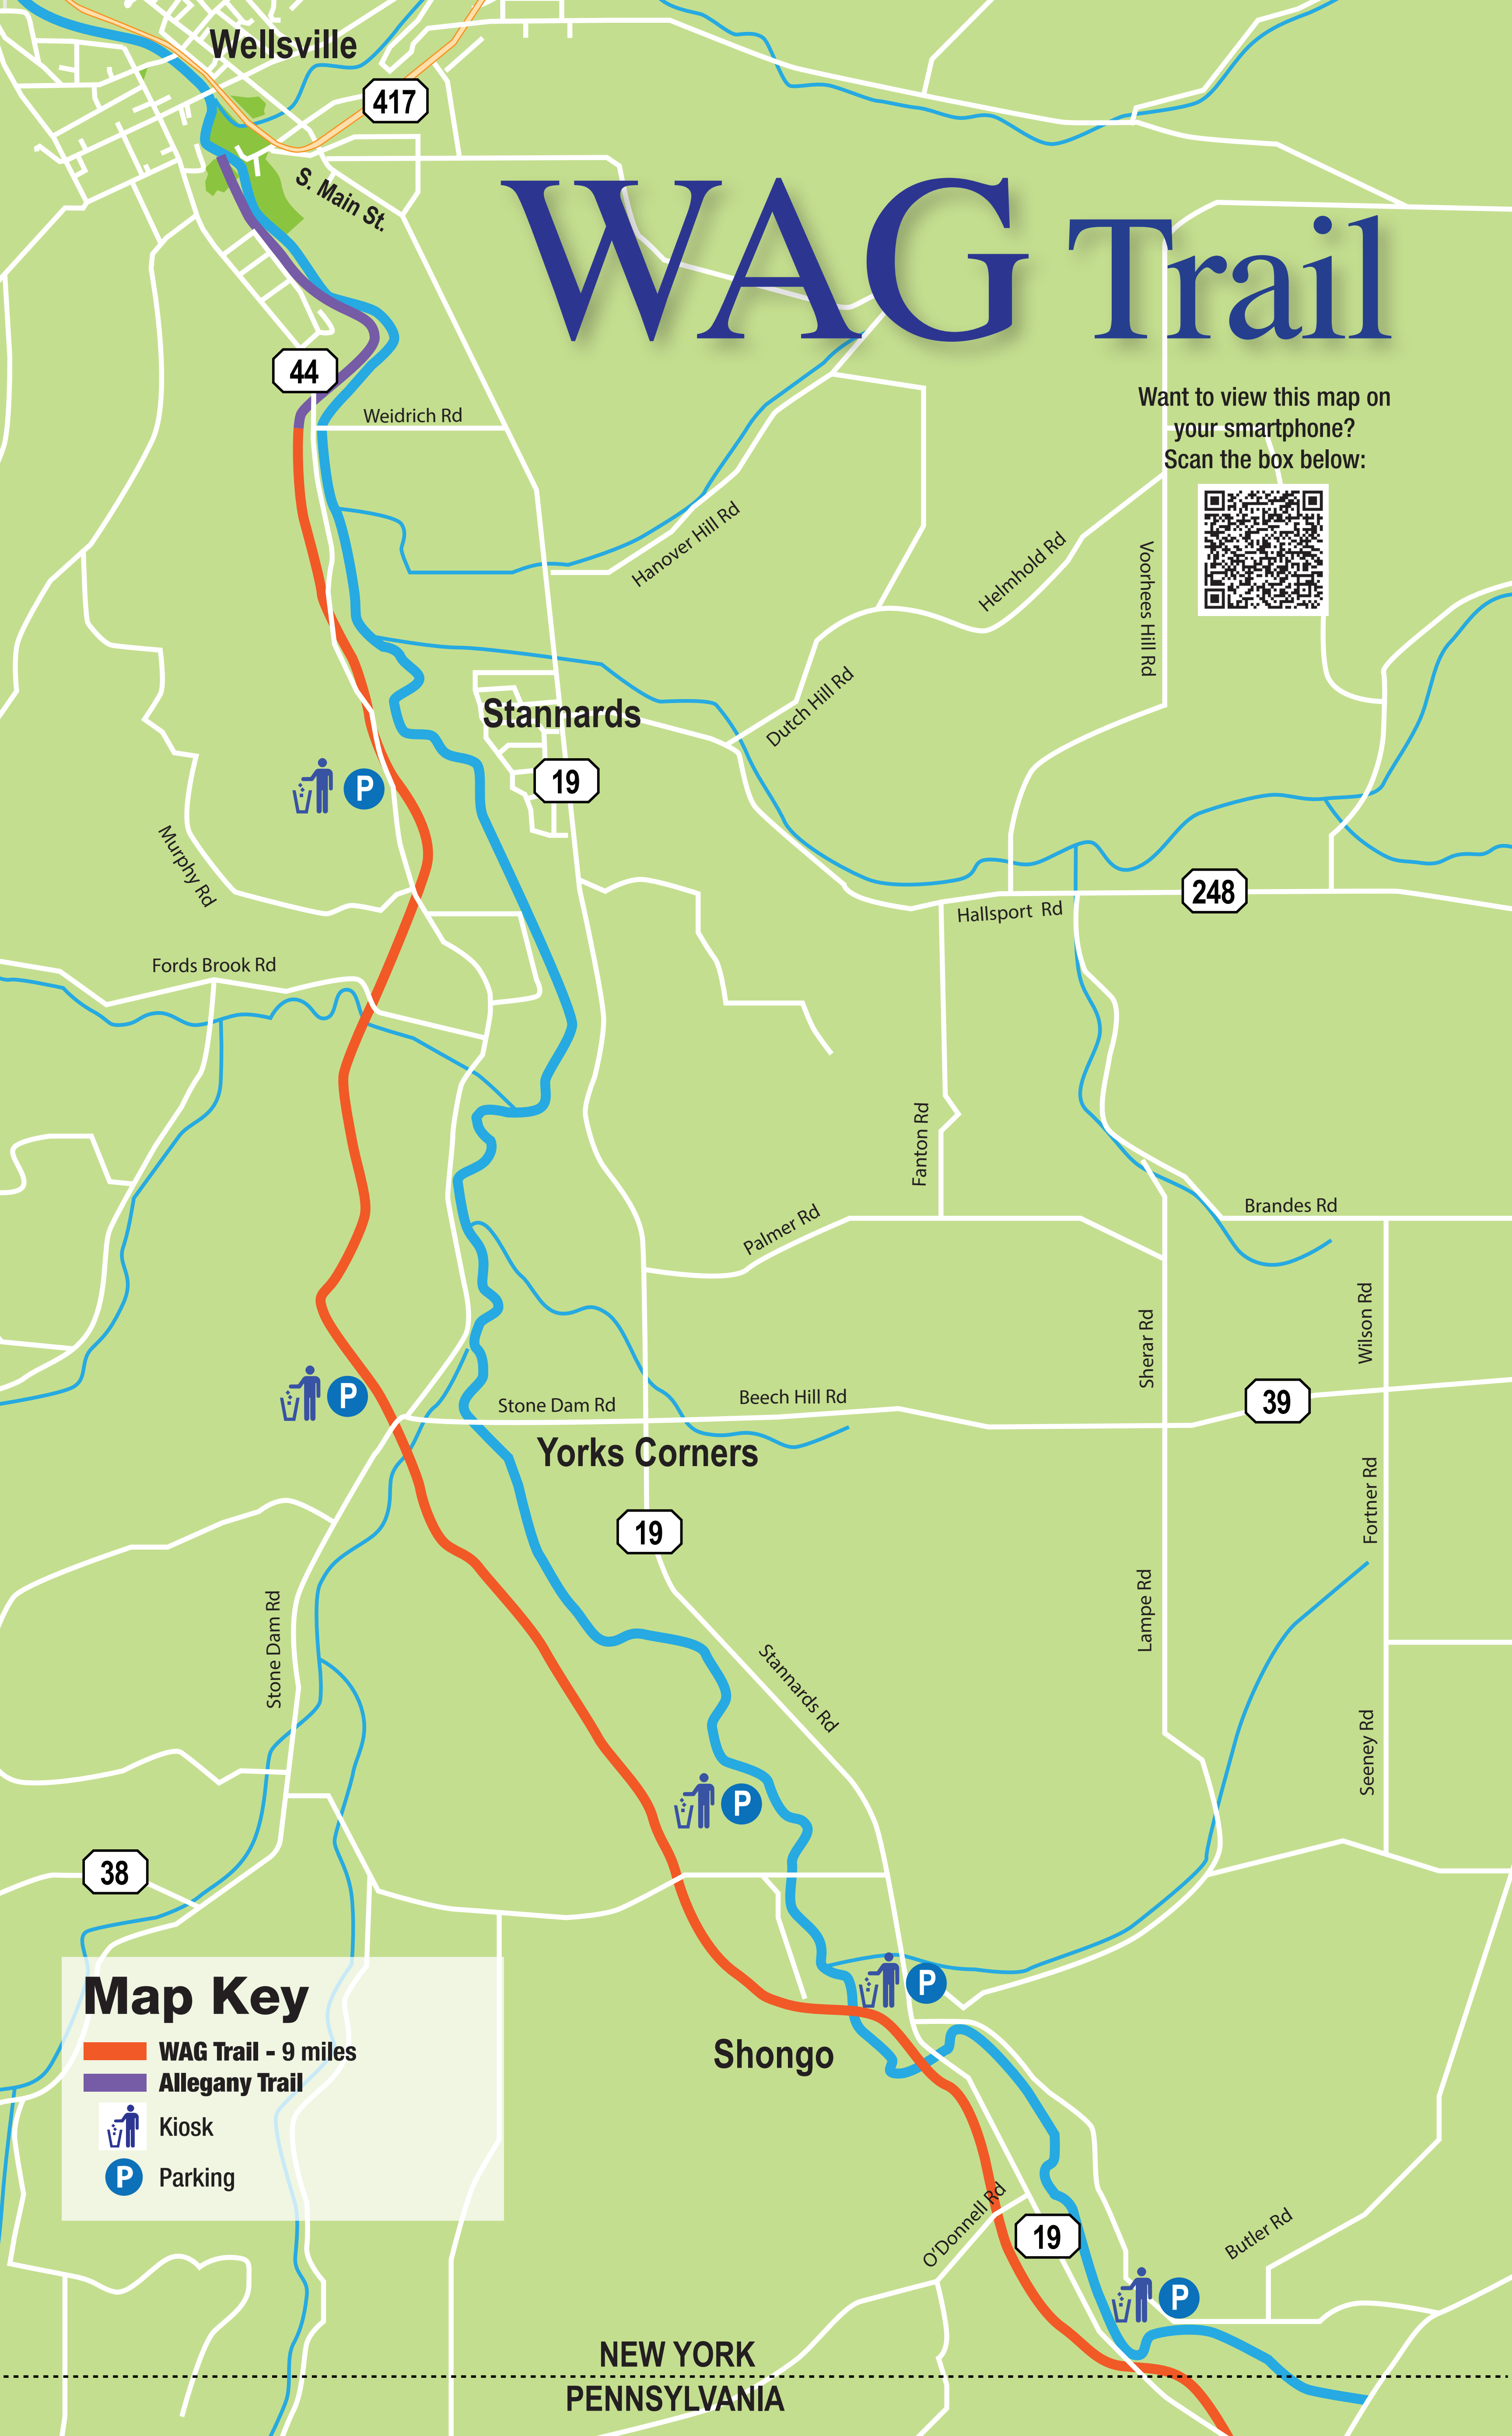 Wellsville
417
S. Main St.
WAG Trail
Want to view this map on
your smartphone?
Scan the box below:
44
Weidrich Rd
Hanover Hill Rd
Helmhold Rd
Voorhees Hill Rd
Stannards
Dutch Hill Rd
19
P
Murphy Rd
248
Hallsport Rd
Fords Brook Rd
Fanton Rd
Palmer Rd
Brandes Rd
Sherar Rd
Wilson Rd
P
Stone Dam Rd
Beech Hill Rd
39
Yorks Corners
19
Fortner Rd
Stone Dam Rd
Lampe Rd
Stannards Rd
Seeney Rd
P
38
P
Shongo
Map Key
WAG Trail - 9 miles
Allegany Trail
Kiosk
P Parking
O'Donnell Rd
19
Butler Rd
P
NEW YORK
PENNSYLVANIA